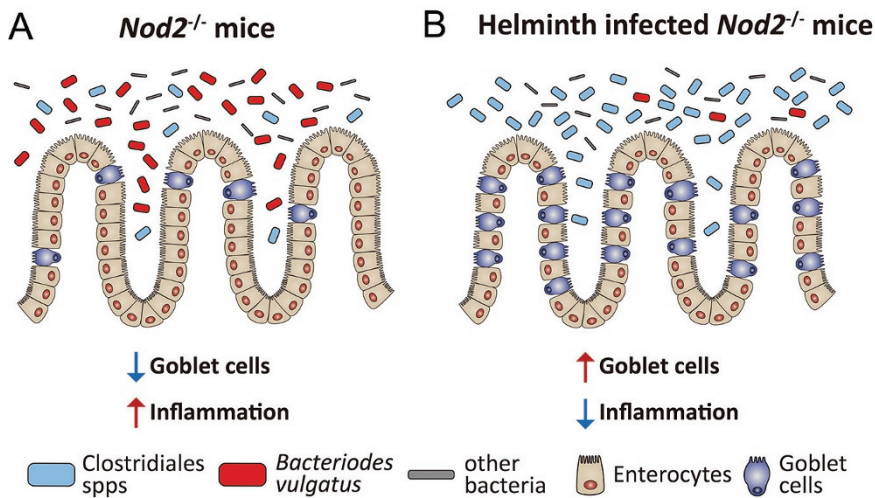 A
Nod2-/- mice
B
Helminth infected Nod2-/- mice
↓ Goblet cells
↑ Inflammation
↑ Goblet cells
↓ Inflammation
Clostridiales
spps
Bacteriodes
vulgatus
other
bacteria
Enterocytes
Goblet
cells